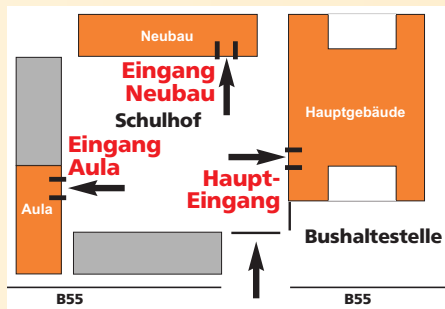 Neubau
Eingang
Neubau
Schulhof
Hauptgebäude
Eingang
Aula
Haupt-
Eingang
Aula
Bushaltestelle
B55
B55